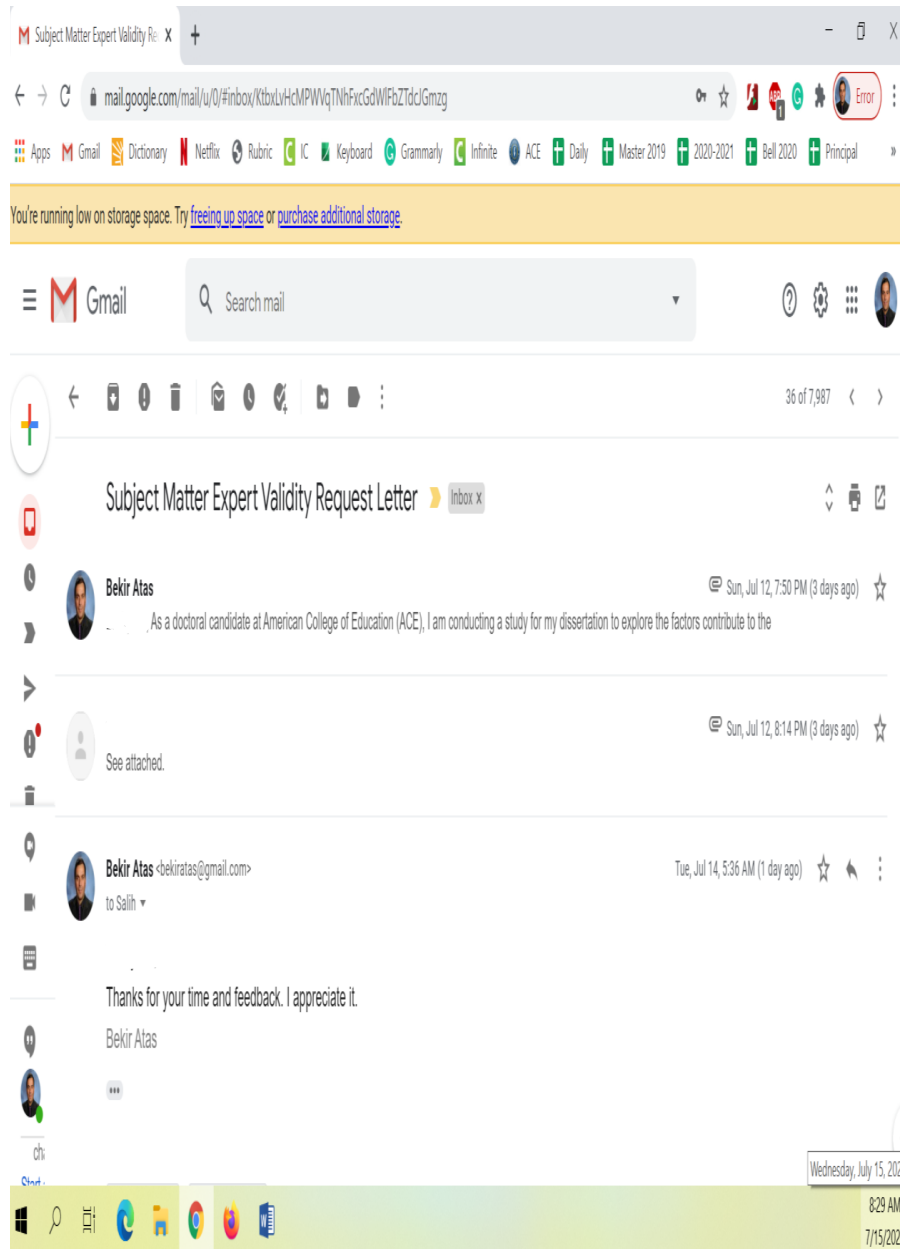 Subject Matter Expert Validity Re
mail.google.com/mail/u/0/#inbox/KtbxLvHcMPWVqTNhFxcGdWlFbZTdcJGmzg
Error
Apps Gmail Dictionary Netflix Rubric IC Keyboard Grammarly Infinite ACE Daily Master 2019 2020-2021 Bell 2020 Principal »
You're running low on storage space. Try freeing up space or purchase additional storage.
Gmail Search mail
36 of 7,987
Subject Matter Expert Validity Request Letter Inbox x
Bekir Atas Sun, Jul 12, 7:50 PM (3 days ago)
As a doctoral candidate at American College of Education (ACE), I am conducting a study for my dissertation to explore the factors contribute to the
Sun, Jul 12, 8:14 PM (3 days ago)
See attached.
Bekir Atas <bekiratas@gmail.com> Tue, Jul 14, 5:36 AM (1 day ago)
to Salih
Thanks for your time and feedback. I appreciate it.
Bekir Atas
Wednesday, July 15, 202
8:29 AM
7/15/202